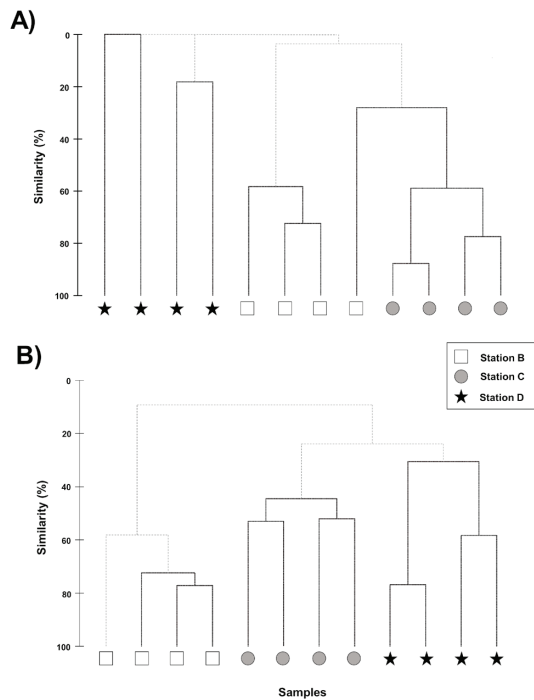 A)
0
20
40
60
80
100
Similarity (%)
B)
Station B
Station C
Station D
0
20
40
60
80
100
Similarity (%)
Samples